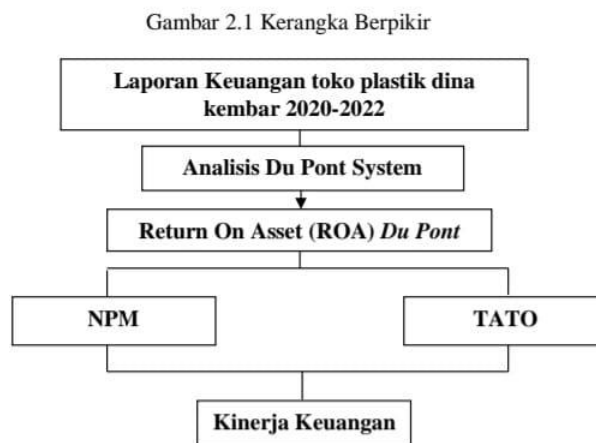 Gambar 2.1 Kerangka Berpikir
Laporan Keuangan toko plastik dina
kembar 2020-2022
Analisis Du Pont System
Return On Asset (ROA) Du Pont
NPM
TATO
Kinerja Keuangan